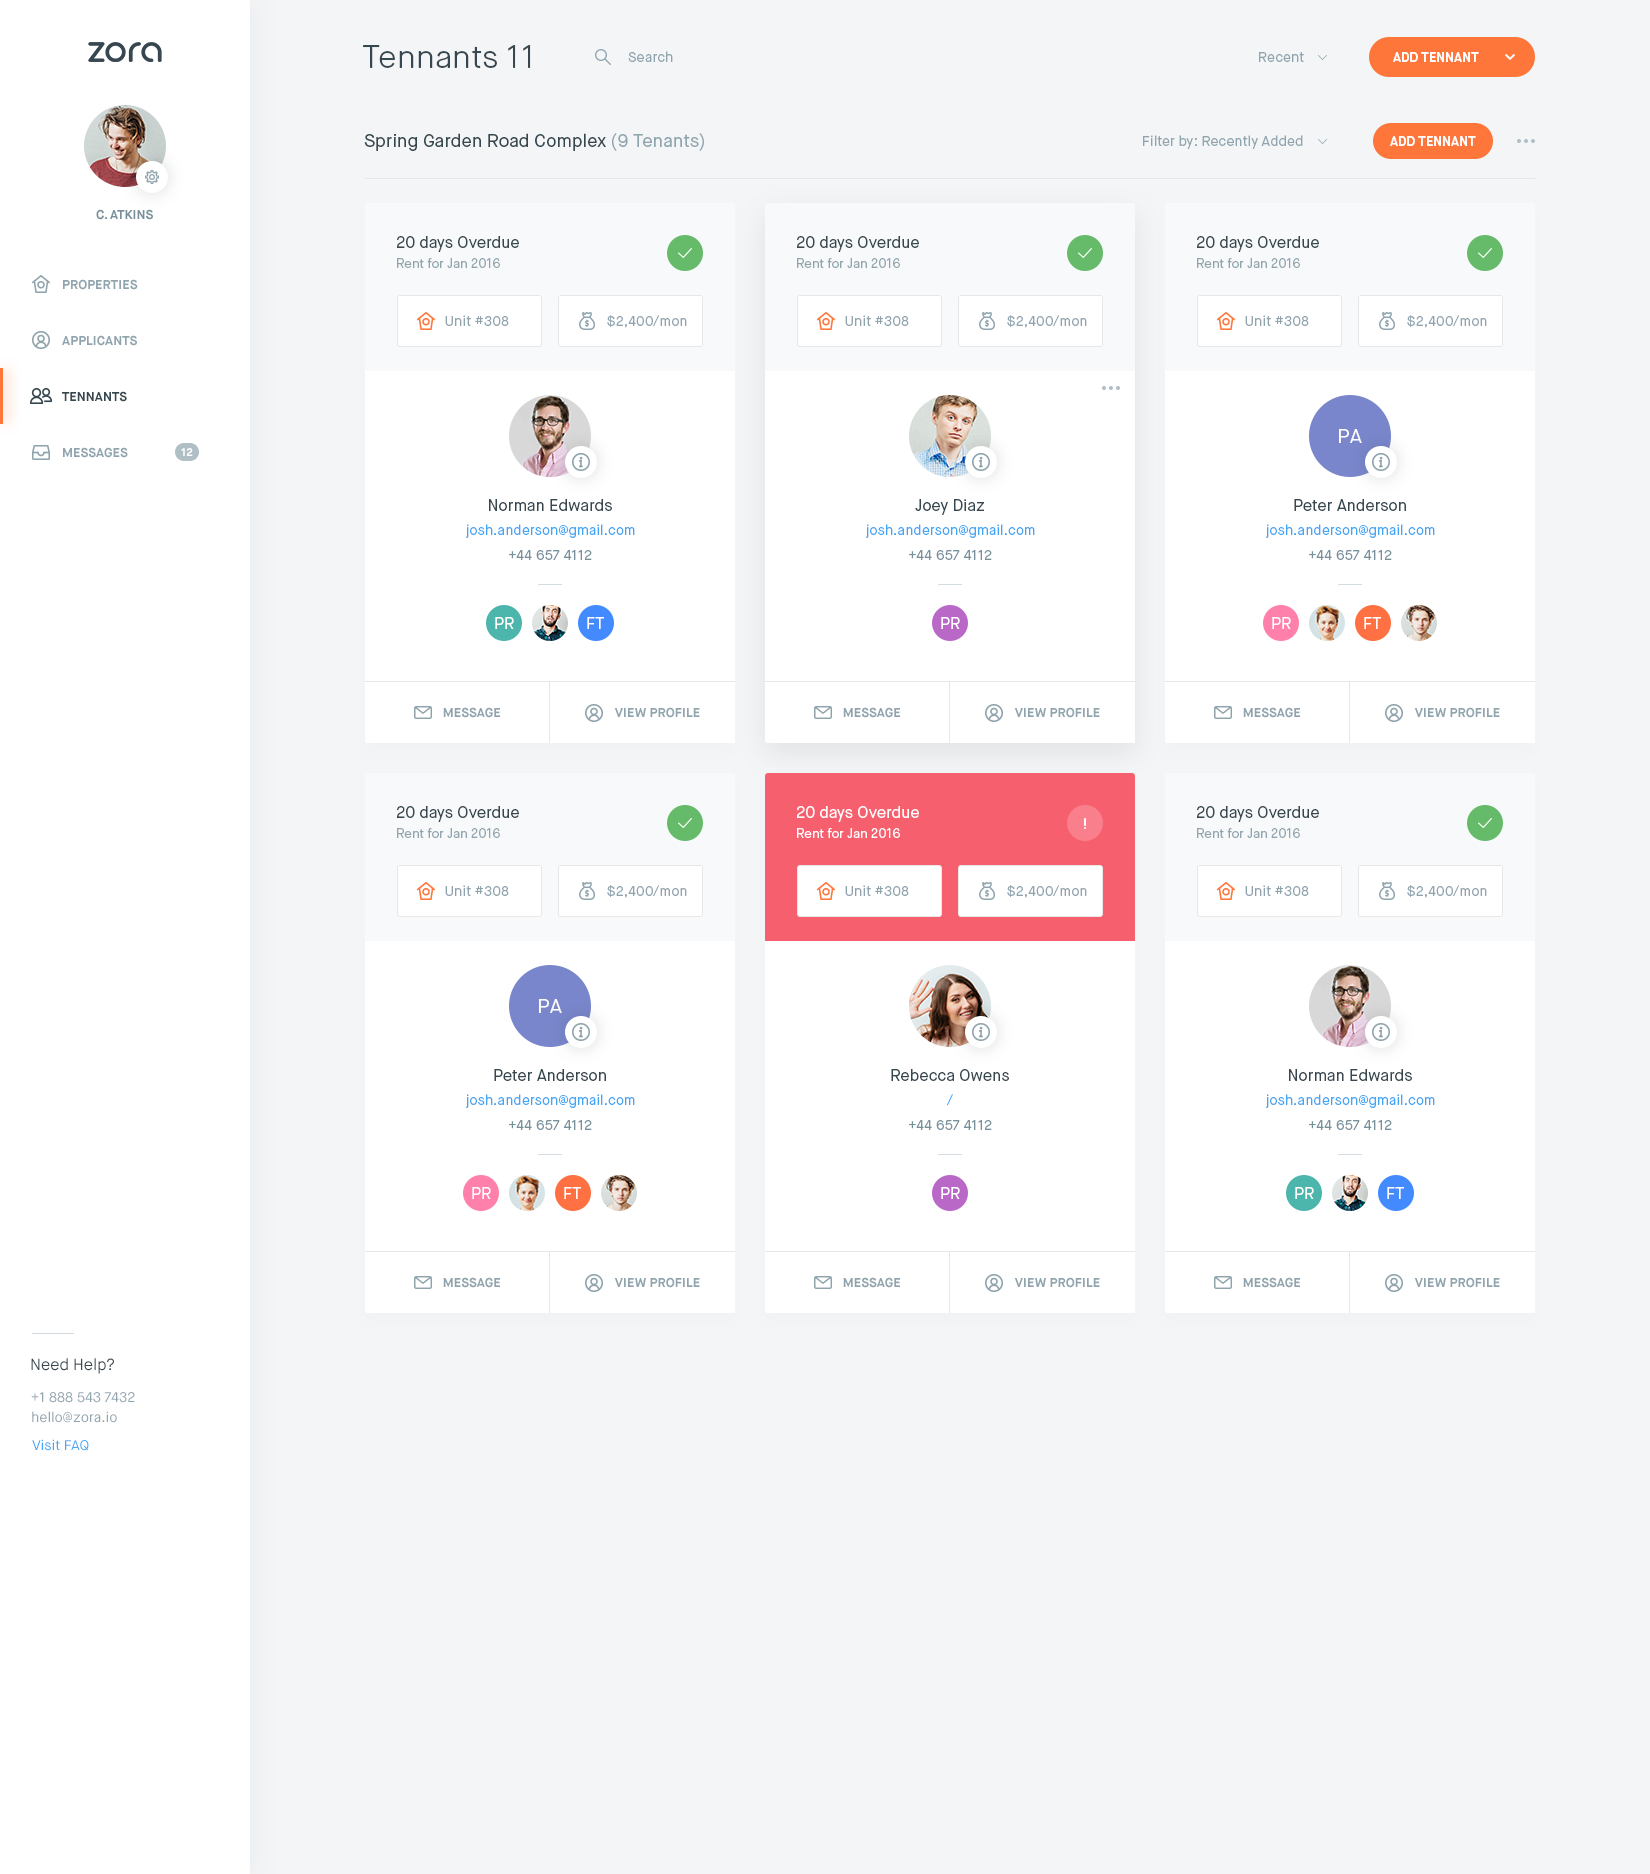 zora
C. ATKINS
PROPERTIES
APPLICANTS
TENNANTS
MESSAGES 12
Need Help?
+1 888 543 7432
hello@zora.io
Visit FAQ
Tennants 11 Search Recent ADD TENNANT
Spring Garden Road Complex (9 Tenants) Filter by: Recently Added ADD TENNANT
20 days Overdue
Rent for Jan 2016
Unit #308 $2,400/mon
Norman Edwards
josh.anderson@gmail.com
+44 657 4112
PR FT
MESSAGE VIEW PROFILE
20 days Overdue
Rent for Jan 2016
Unit #308 $2,400/mon
Joey Diaz
josh.anderson@gmail.com
+44 657 4112
PR
MESSAGE VIEW PROFILE
20 days Overdue
Rent for Jan 2016
Unit #308 $2,400/mon
PA
Peter Anderson
josh.anderson@gmail.com
+44 657 4112
PR FT
MESSAGE VIEW PROFILE
20 days Overdue
Rent for Jan 2016
Unit #308 $2,400/mon
PA
Peter Anderson
josh.anderson@gmail.com
+44 657 4112
PR FT
MESSAGE VIEW PROFILE
20 days Overdue !
Rent for Jan 2016
Unit #308 $2,400/mon
Rebecca Owens
/
+44 657 4112
PR
MESSAGE VIEW PROFILE
20 days Overdue
Rent for Jan 2016
Unit #308 $2,400/mon
Norman Edwards
josh.anderson@gmail.com
+44 657 4112
PR FT
MESSAGE VIEW PROFILE